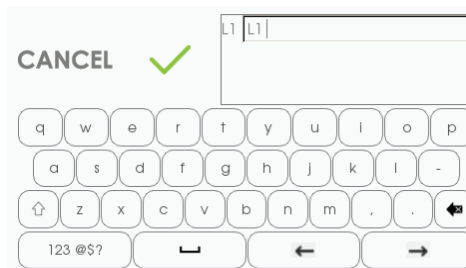 CANCEL
L1 L1
q w e r t y u i o p
a s d f g h j k l -
z x c v b n m , .
123 @$?